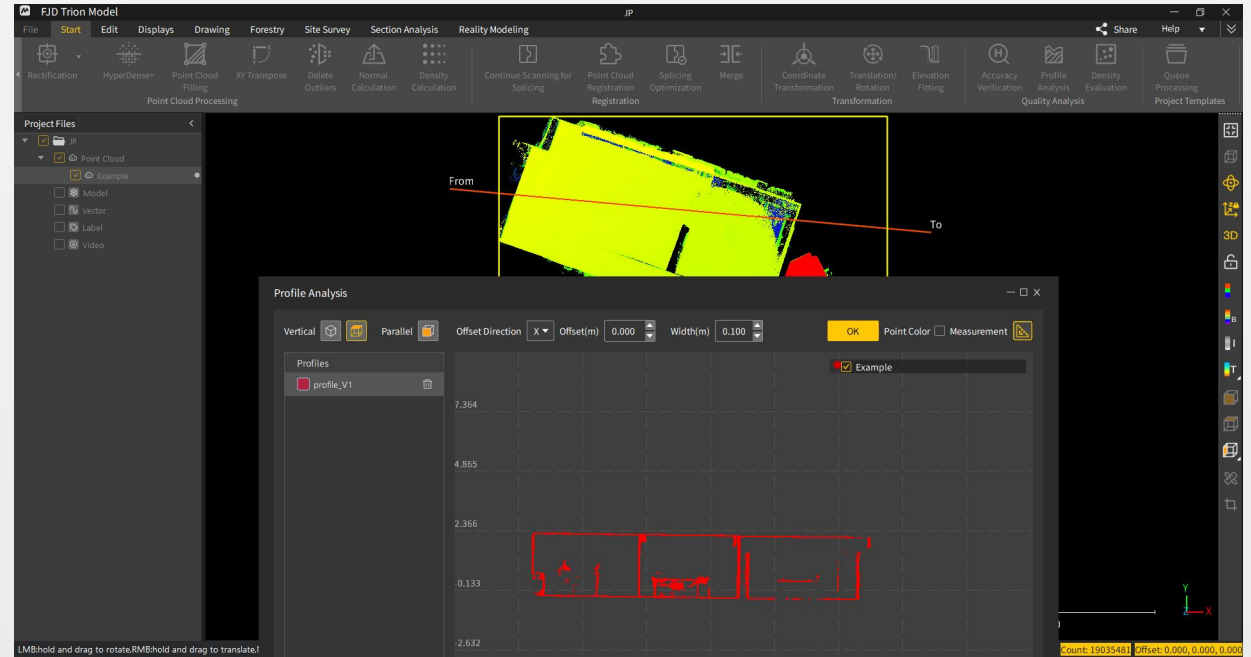 FJD Trion Model
JP
File Start Edit Displays Drawing Forestry Site Survey Section Analysis Reality Modeling
Share Help
Rectification HyperDense+ Point Cloud Filling XY Transpose Delete Outliers Normal Calculation Density Calculation Continue Scanning for Splicing Point Cloud Registration Splicing Optimization Merge Coordinate Transformation Translation/ Rotation Elevation Fitting Accuracy Verification Profile Analysis Density Evaluation Queue Processing
Point Cloud Processing Registration Transformation Quality Analysis Project Templates
Project Files
JP
Point Cloud
Example
Model
Vector
Label
Video
From
To
3D
B
I
T
Profile Analysis
Vertical Parallel Offset Direction X Offset(m) 0.000 Width(m) 0.100 OK Point Color Measurement
Profiles
profile_V1
Example
7.364
4.865
2.366
-0.133
-2.632
Y
Z X
LMB:hold and drag to rotate,RMB:hold and drag to translate,
Count: 19035481 Offset: 0.000, 0.000, 0.000